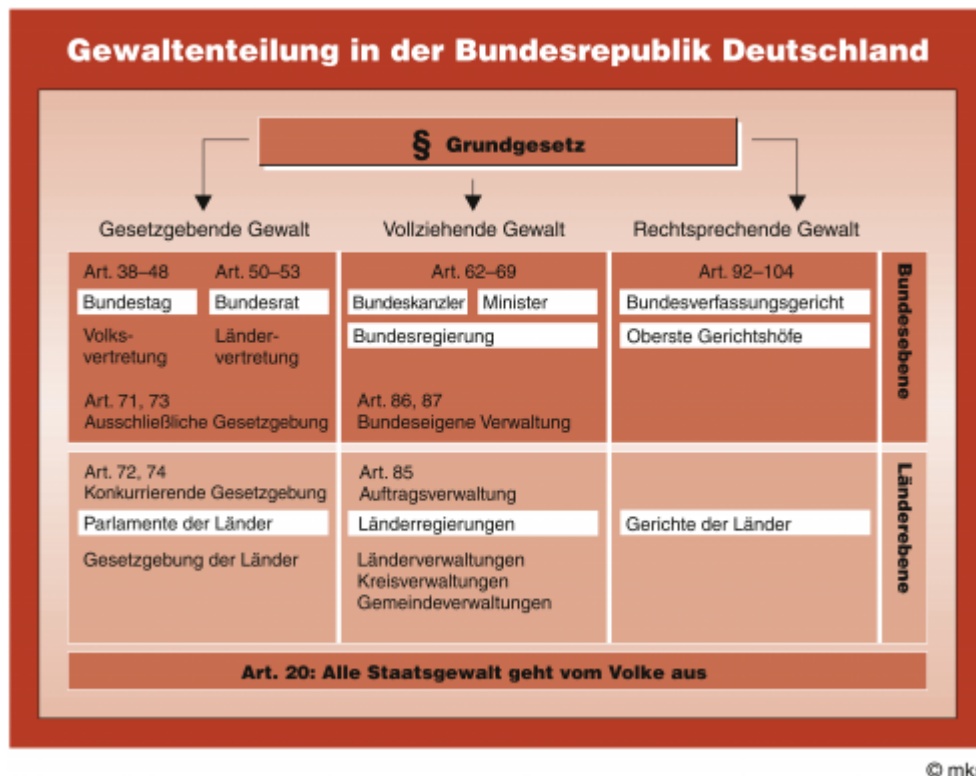 Gewaltenteilung in der Bundesrepublik Deutschland
§ Grundgesetz
Gesetzgebende Gewalt
Vollziehende Gewalt
Rechtsprechende Gewalt
Art. 38–48
Art. 50–53
Bundestag
Bundesrat
Volks-
vertretung
Länder-
vertretung
Art. 71, 73
Ausschließliche Gesetzgebung
Art. 62–69
Bundeskanzler
Minister
Bundesregierung
Art. 86, 87
Bundeseigene Verwaltung
Art. 92–104
Bundesverfassungsgericht
Oberste Gerichtshöfe
Bundesebene
Art. 72, 74
Konkurrierende Gesetzgebung
Parlamente der Länder
Gesetzgebung der Länder
Art. 85
Auftragsverwaltung
Länderregierungen
Länderverwaltungen
Kreisverwaltungen
Gemeindeverwaltungen
Gerichte der Länder
Länderebene
Art. 20: Alle Staatsgewalt geht vom Volke aus